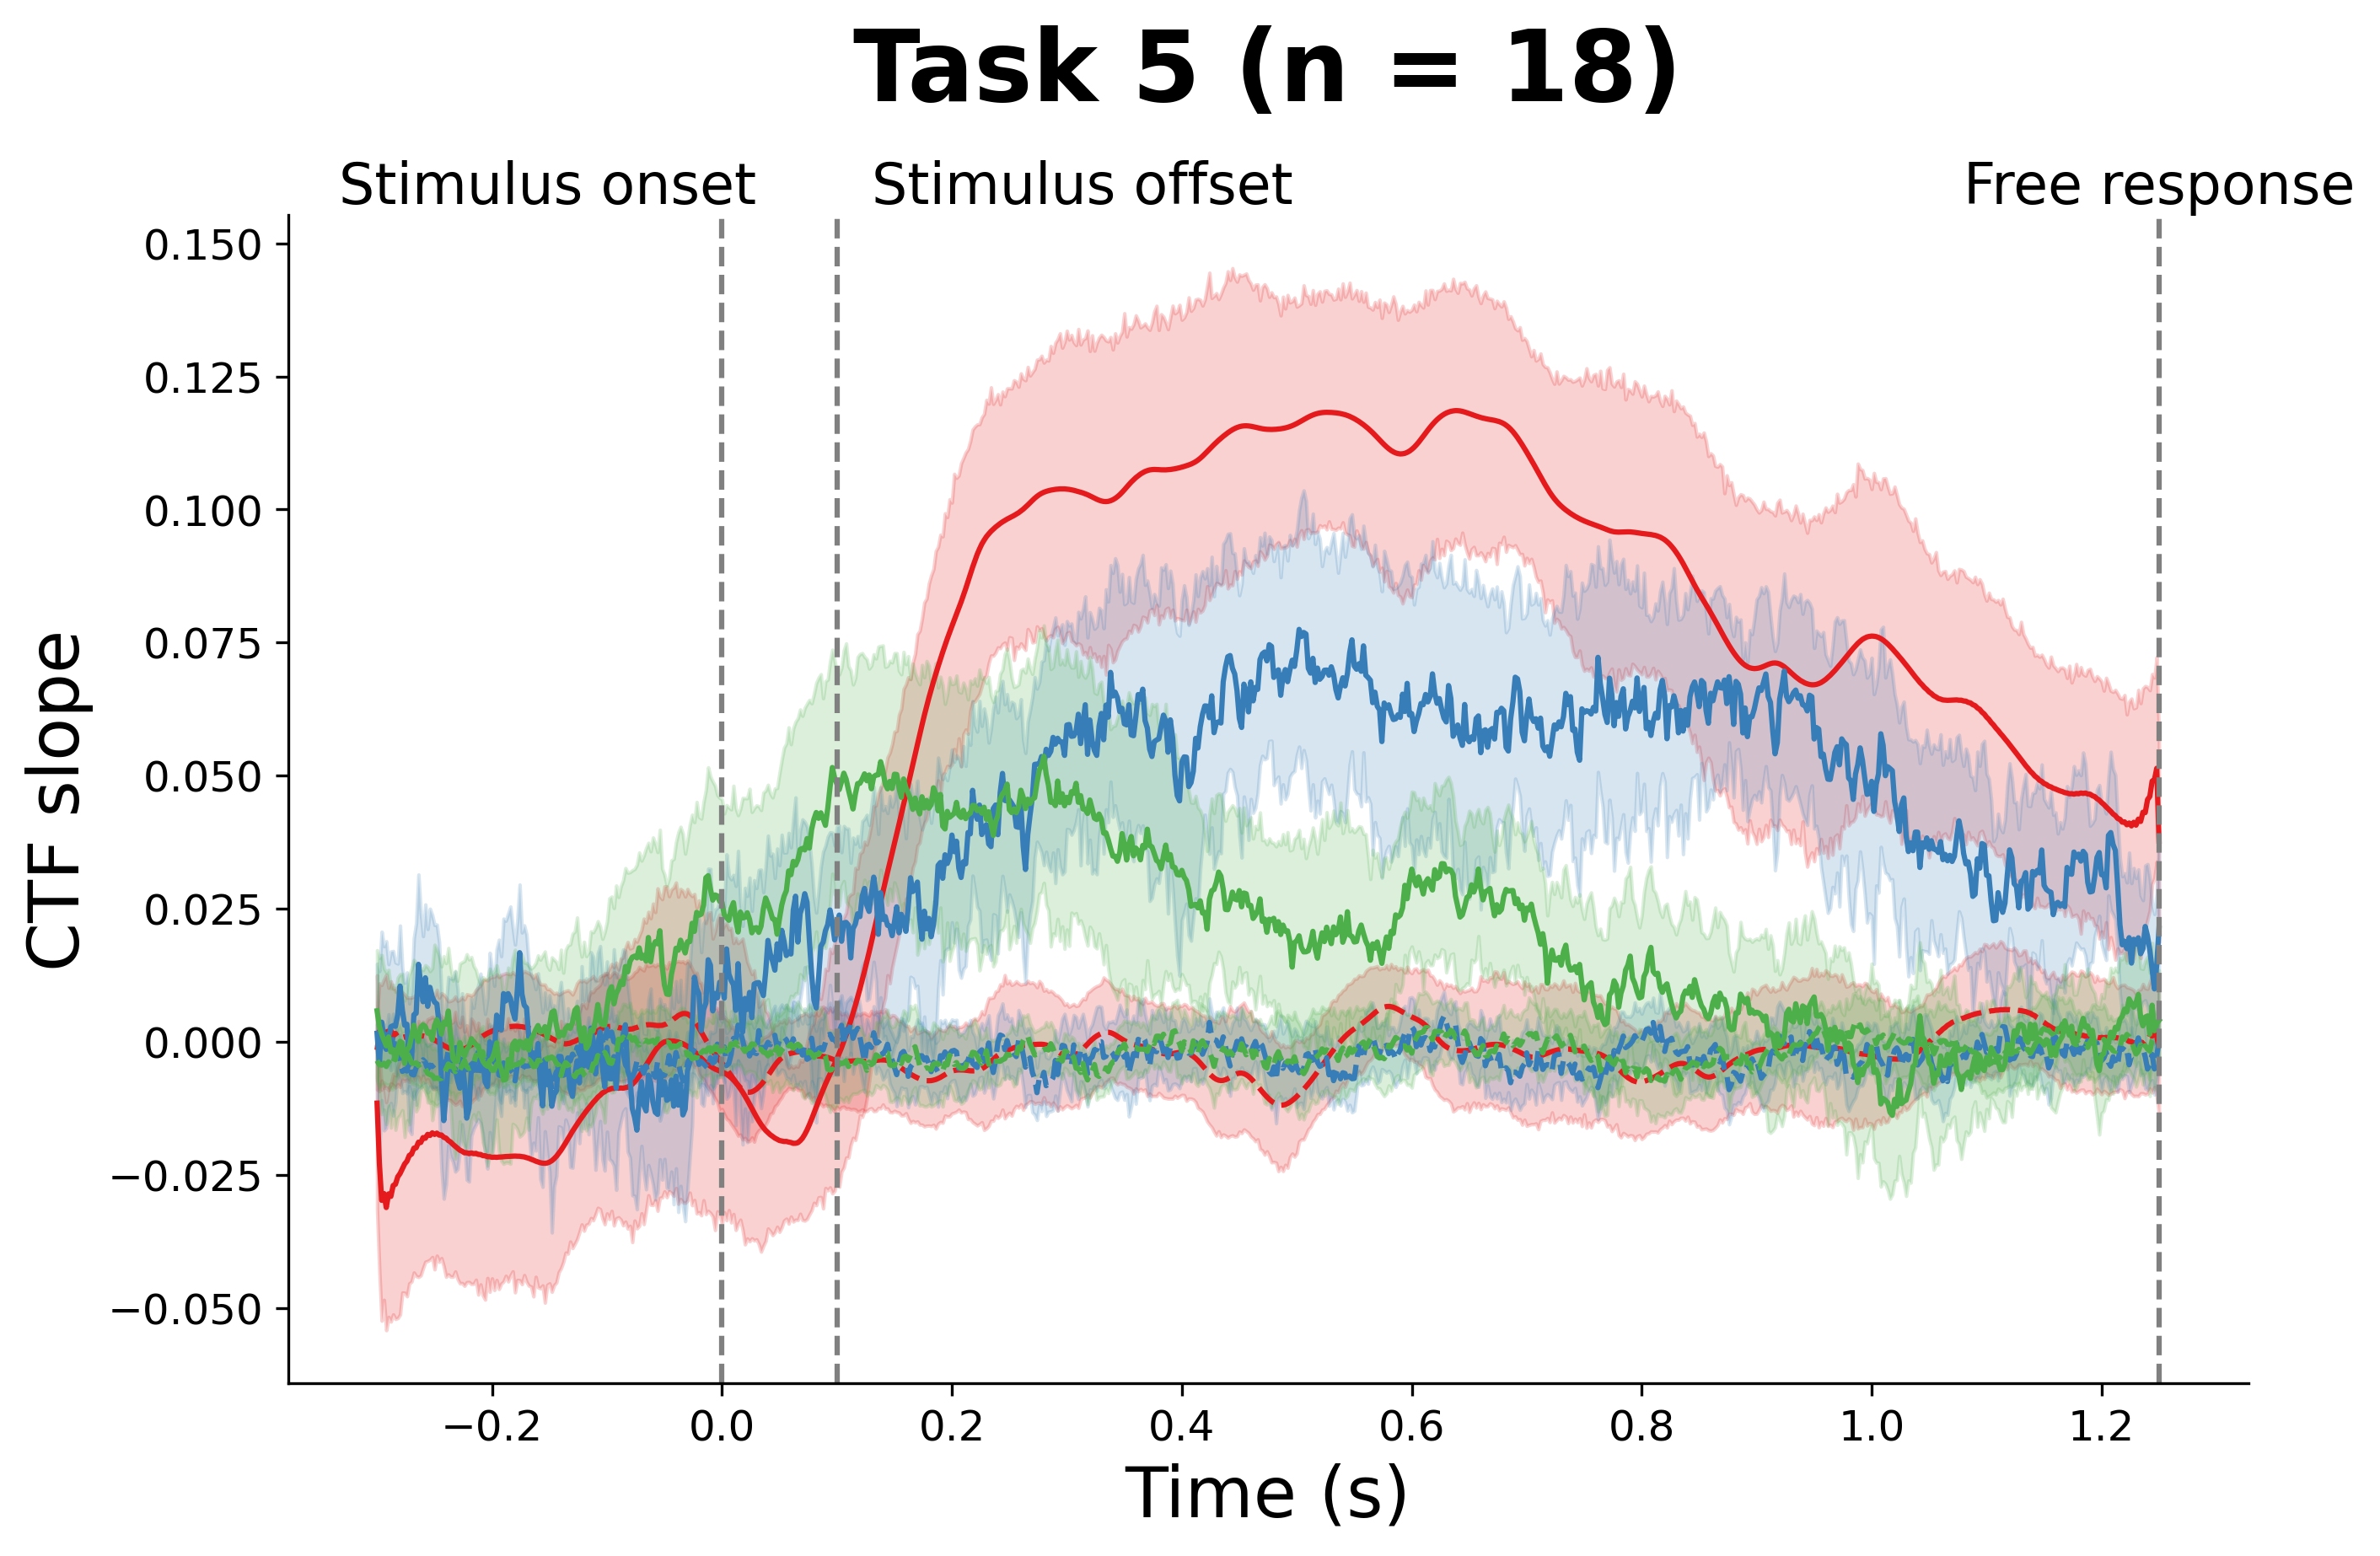 Task 5 (n = 18)
Stimulus onset
Stimulus offset
Free response
CTF slope
0.150
0.125
0.100
0.075
0.050
0.025
0.000
−0.025
−0.050
−0.2
0.0
0.2
0.4
0.6
0.8
1.0
1.2
Time (s)